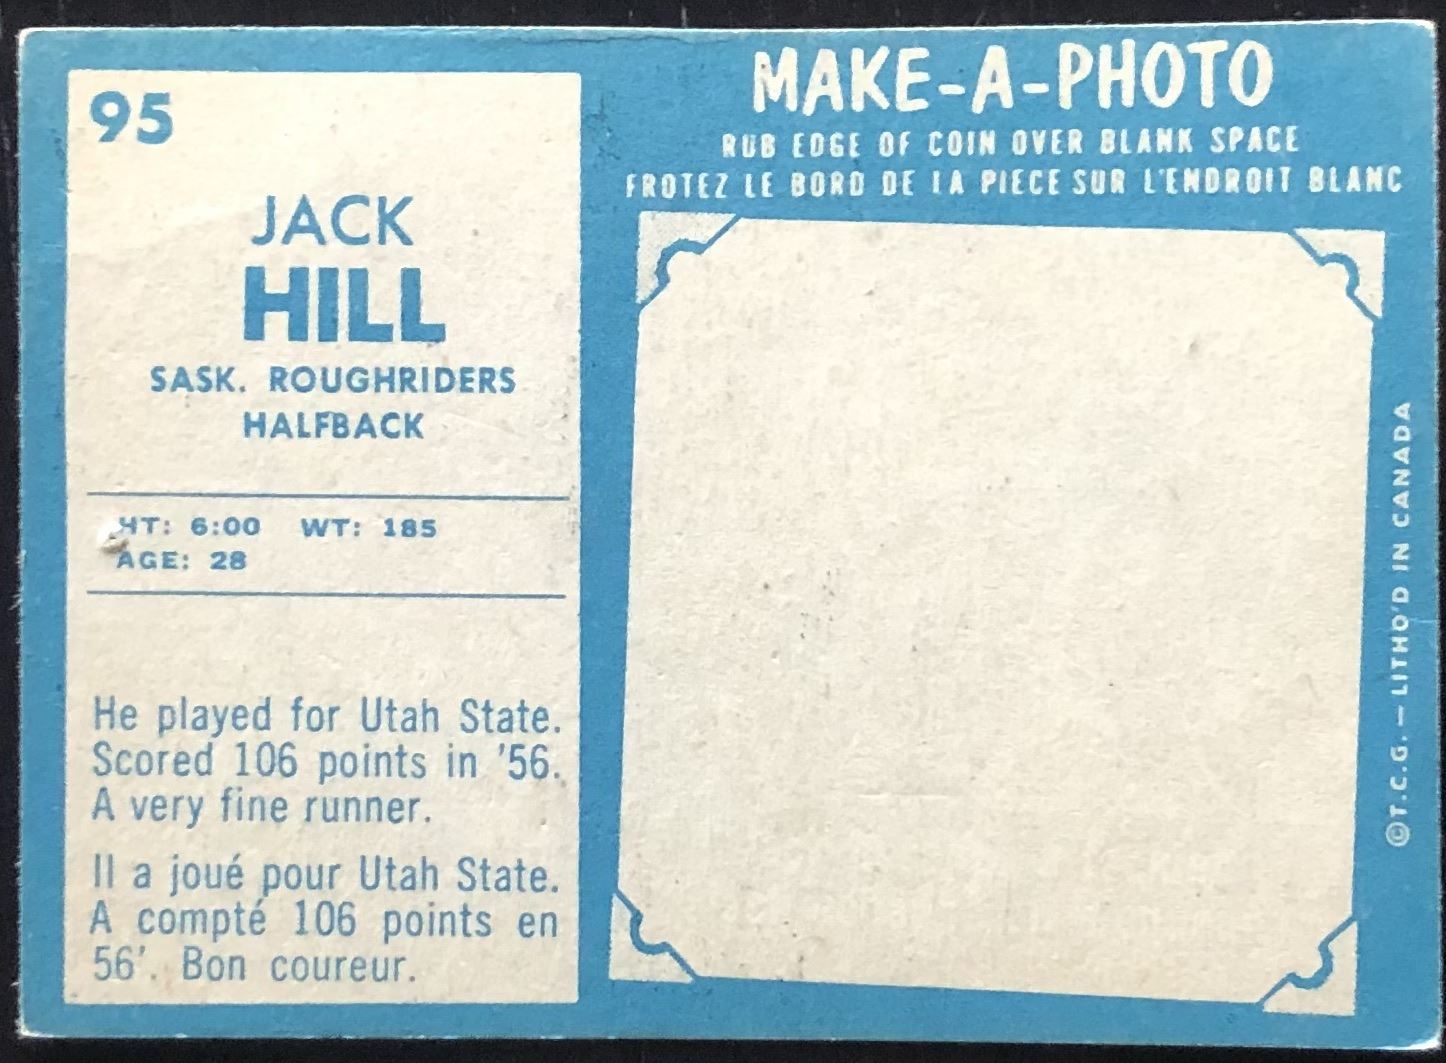 95
JACK
HILL
SASK. ROUGHRIDERS
HALFBACK
HT: 6:00 WT: 185
AGE: 28
He played for Utah State.
Scored 106 points in '56.
A very fine runner.
Il a joué pour Utah State.
A compté 106 points en
56'. Bon coureur.
MAKE-A-PHOTO
RUB EDGE OF COIN OVER BLANK SPACE
FROTEZ LE BORD DE LA PIECE SUR L'ENDROIT BLANC
©T.C.G. — LITHO'D IN CANADA